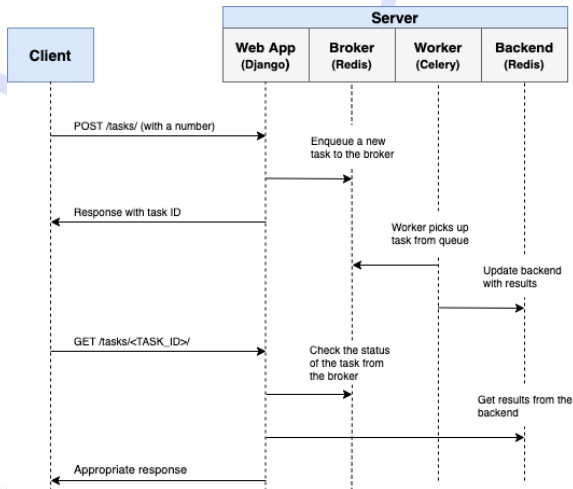 Server
Client
Web App
(Django)
Broker
(Redis)
Worker
(Celery)
Backend
(Redis)
POST /tasks/ (with a number)
Enqueue a new
task to the broker
Response with task ID
Worker picks up
task from queue
Update backend
with results
GET /tasks/<TASK_ID>/
Check the status
of the task from
the broker
Get results from the
backend
Appropriate response